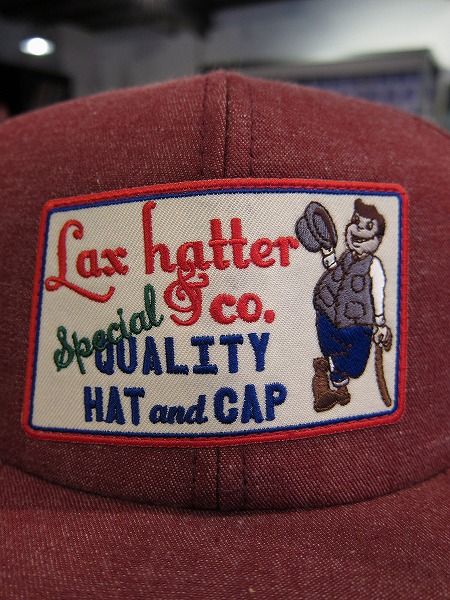 Lax hatter
& co.
Special
QUALITY
HAT and CAP